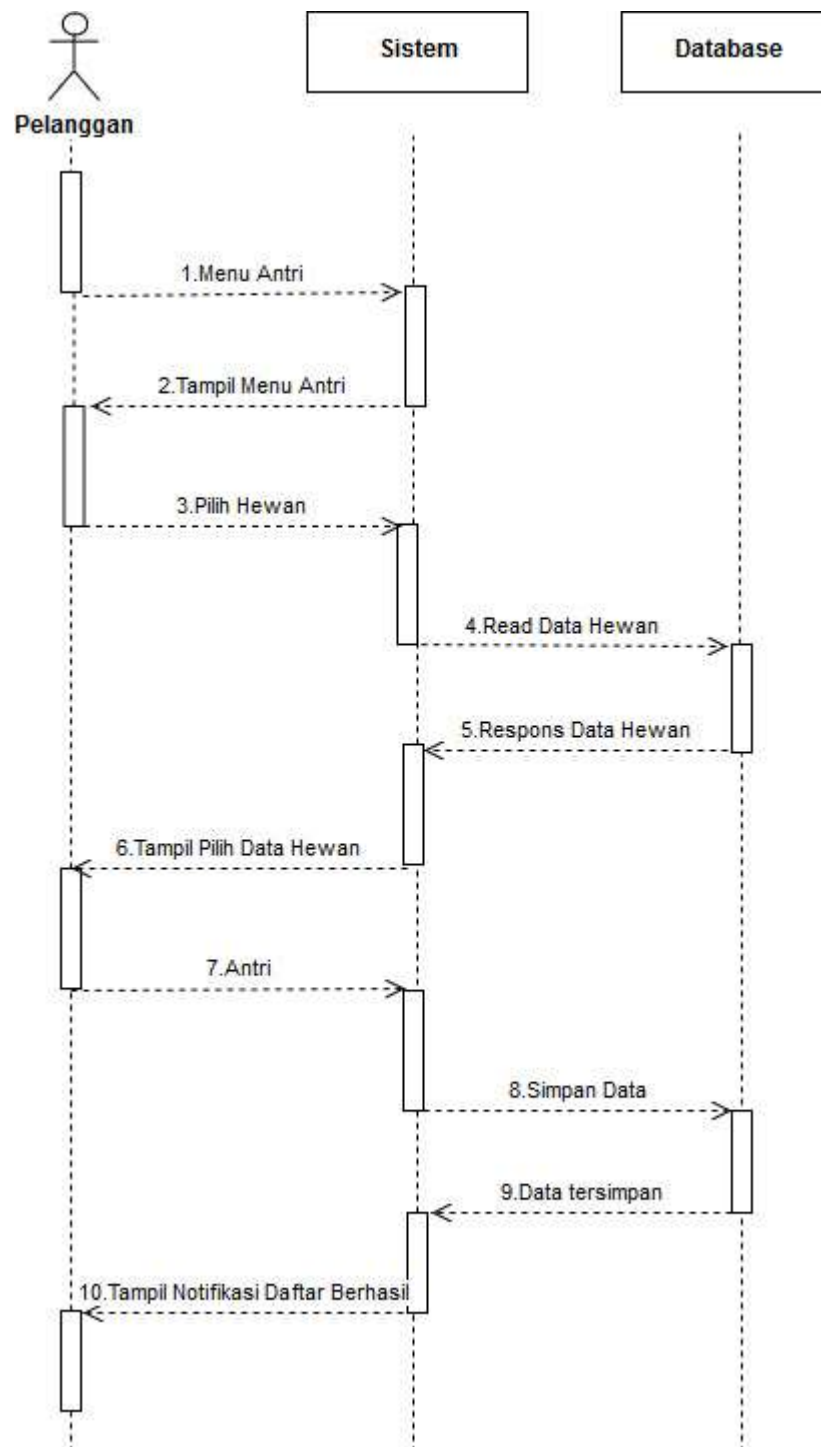 Sistem
Database
Pelanggan
1.Menu Antri
2.Tampil Menu Antri
3.Pilih Hewan
4.Read Data Hewan
5.Respons Data Hewan
6.Tampil Pilih Data Hewan
7.Antri
8.Simpan Data
9.Data tersimpan
10.Tampil Notifikasi Daftar Berhasil